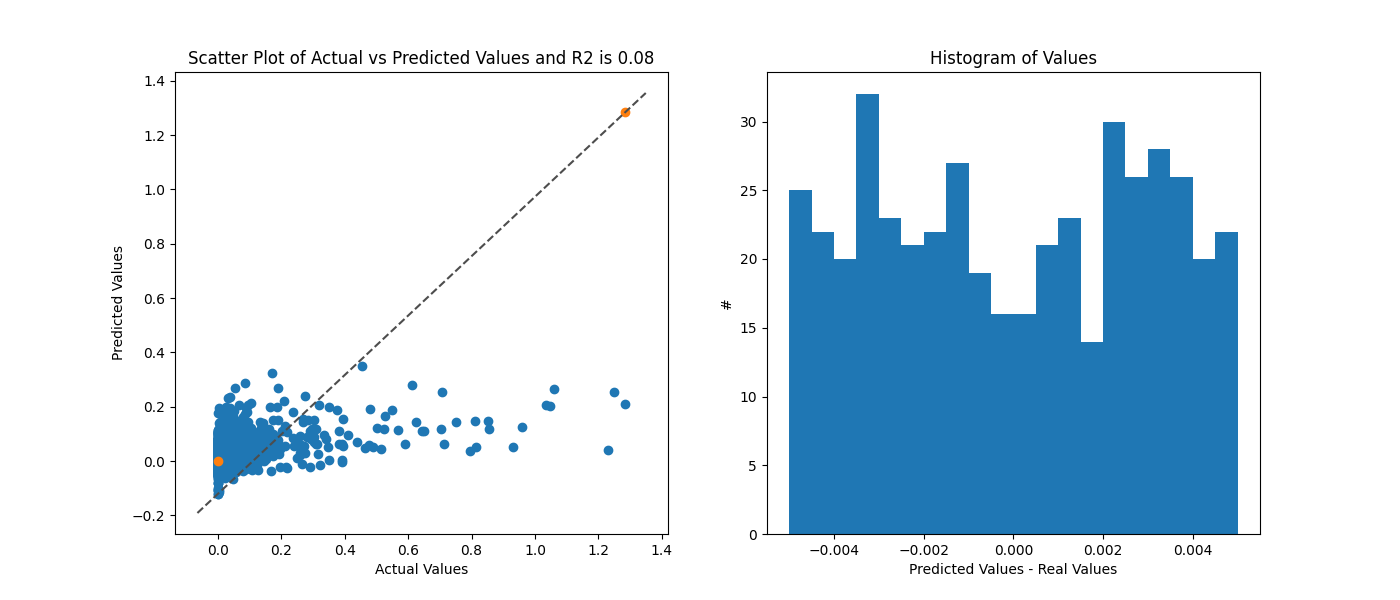 Scatter Plot of Actual vs Predicted Values and R2 is 0.08
1.4
1.2
1.0
0.8
0.6
0.4
0.2
0.0
−0.2
Predicted Values
0.0 0.2 0.4 0.6 0.8 1.0 1.2 1.4
Actual Values
Histogram of Values
30
25
20
15
10
5
0
#
−0.004 −0.002 0.000 0.002 0.004
Predicted Values - Real Values